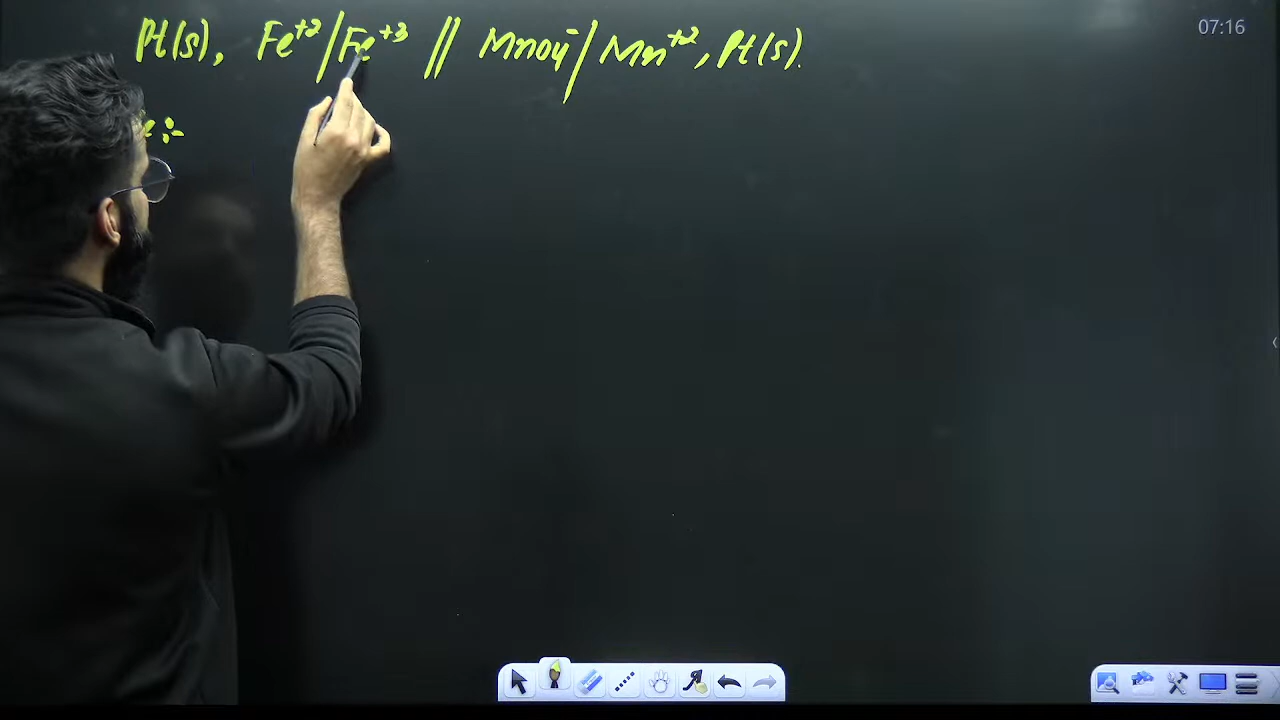 Pt(s), Fe⁺² / Fe⁺³ || MnO4⁻ / Mn⁺², Pt(s).
07:16